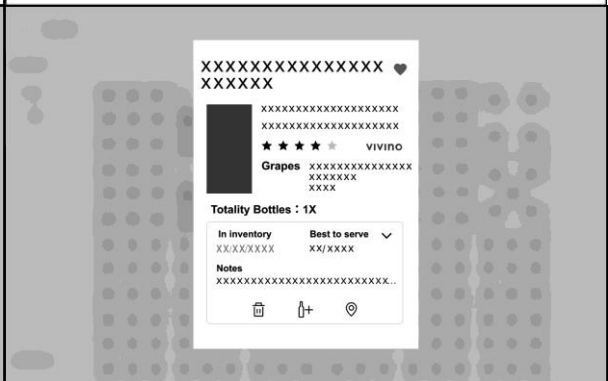 XXXXXXXXXXXXXXX
XXXXXX
XXXXXXXXXXXXXXXXXXXX
XXXXXXXXXXXXXXXXXXXX
vivino
Grapes XXXXXXXXXXXXXXX
XXXXXXX
XXXX
Totality Bottles：1X
In inventory Best to serve
XX/XX/XXXX XX/XXXX
Notes
XXXXXXXXXXXXXXXXXXXXXXXXXX...